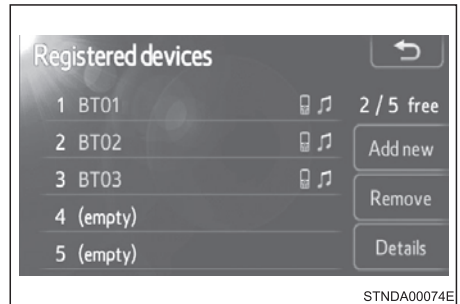 Registered devices
1 BT01 2 / 5 free
2 BT02 Add new
3 BT03 Remove
4 (empty)
5 (empty) Details
STNDA00074E